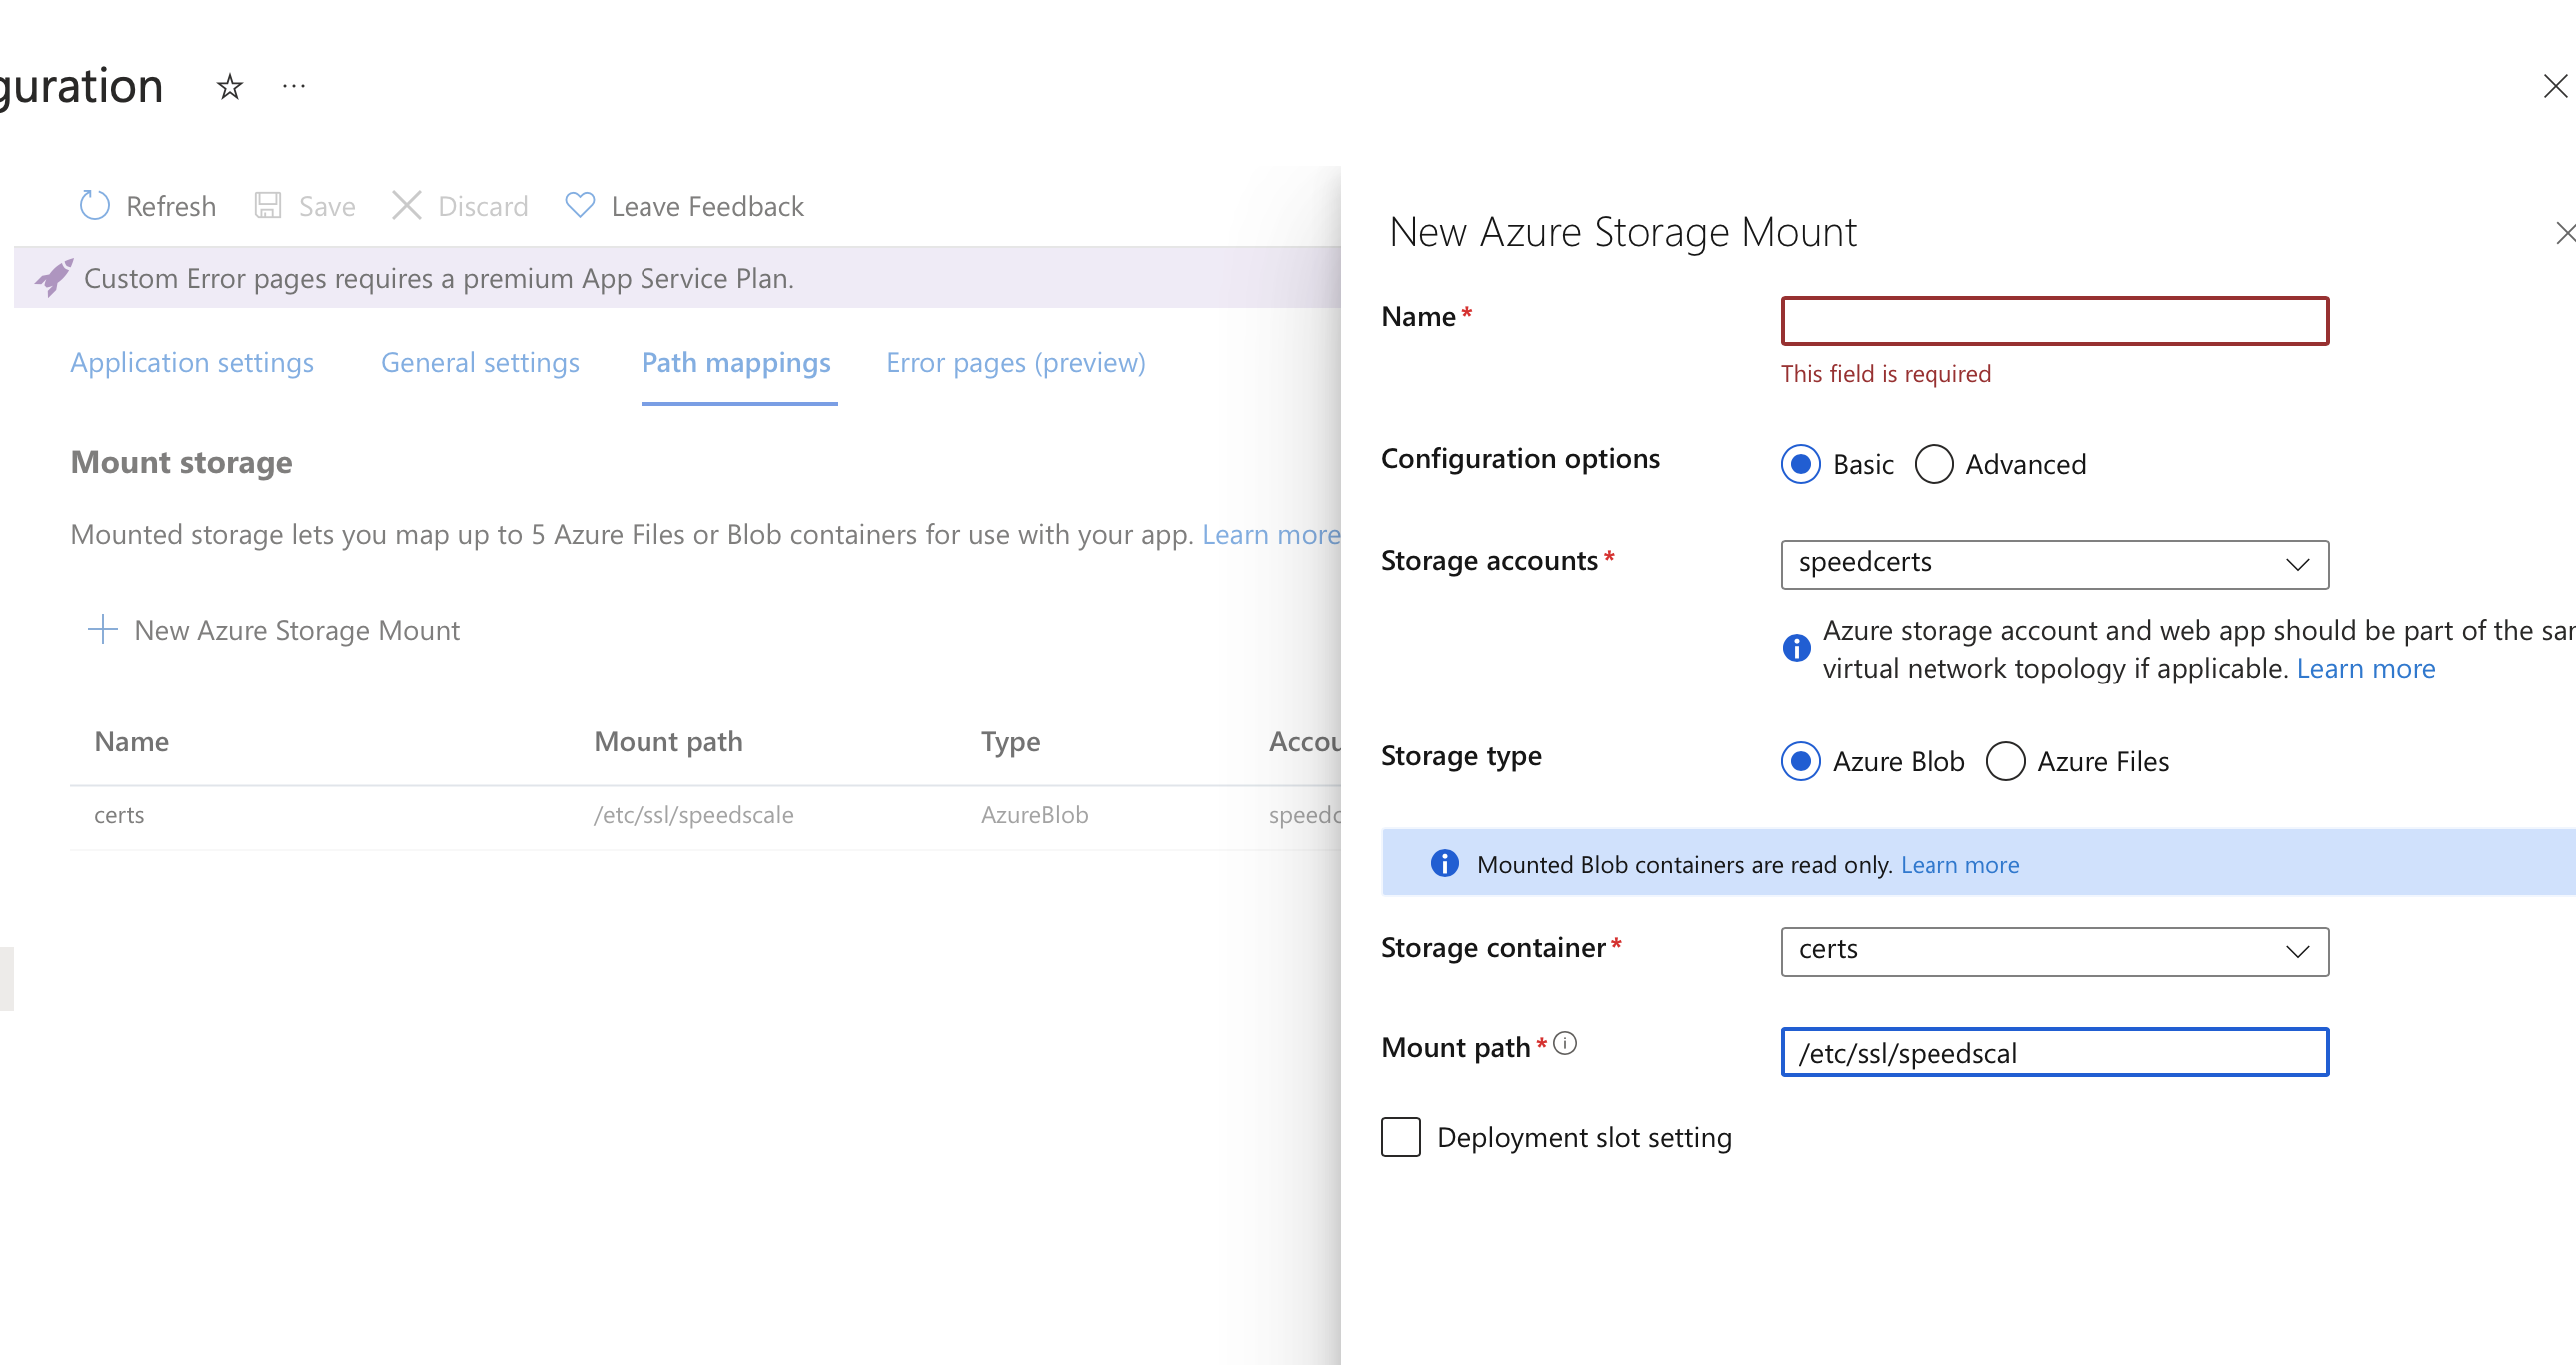 guration
Refresh Save Discard Leave Feedback
Custom Error pages requires a premium App Service Plan.
Application settings General settings Path mappings Error pages (preview)
Mount storage
Mounted storage lets you map up to 5 Azure Files or Blob containers for use with your app. Learn more
New Azure Storage Mount
Name Mount path Type Accou
certs /etc/ssl/speedscale AzureBlob speedc
New Azure Storage Mount
Name *
This field is required
Configuration options Basic Advanced
Storage accounts * speedcerts
Azure storage account and web app should be part of the sam
virtual network topology if applicable. Learn more
Storage type Azure Blob Azure Files
Mounted Blob containers are read only. Learn more
Storage container * certs
Mount path * /etc/ssl/speedscal
Deployment slot setting